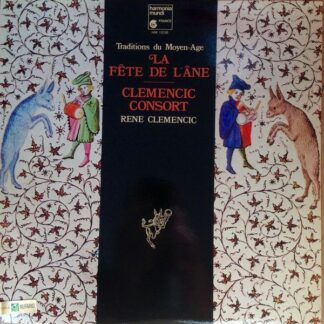 harmonia
mundi
FRANCE
Traditions du Moyen-Age
LA
FÊTE DE L'ÂNE
CLEMENCIC
CONSORT
RENE CLEMENCIC